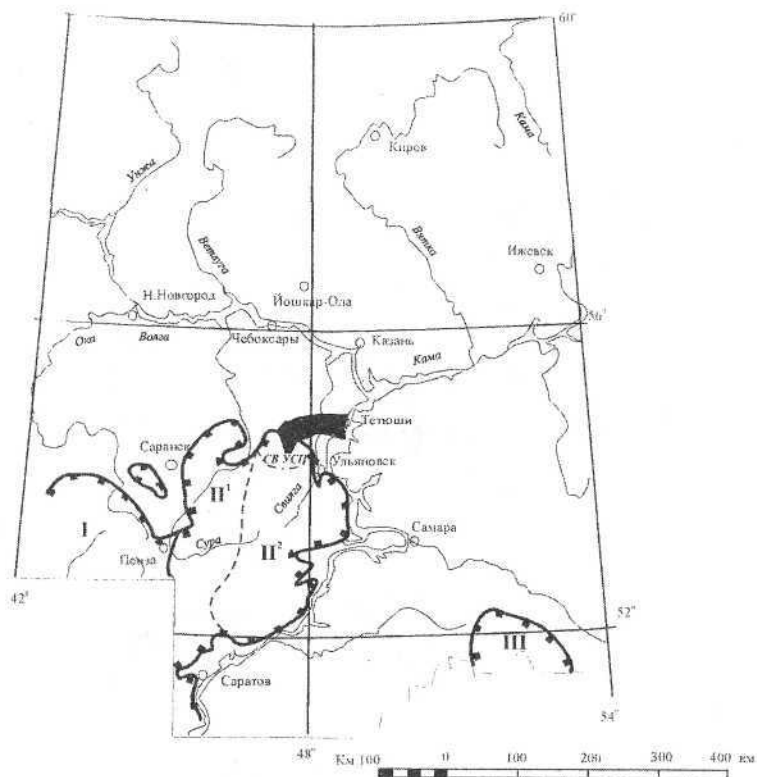 60°
Кама
Киров
Унжа
Ветлуга
Вятка
Ижевск
Йошкар-Ола
Н.Новгород
56°
Ока
Волга
Чебоксары
Казань
Кама
Тетюши
Саранск
СВ УСП
Ульяновск
II¹
Свияга
I
Самара
Сура
II²
Пенза
42°
52°
III
Саратов
54°
48°
Км 100 0 100 200 300 400 км